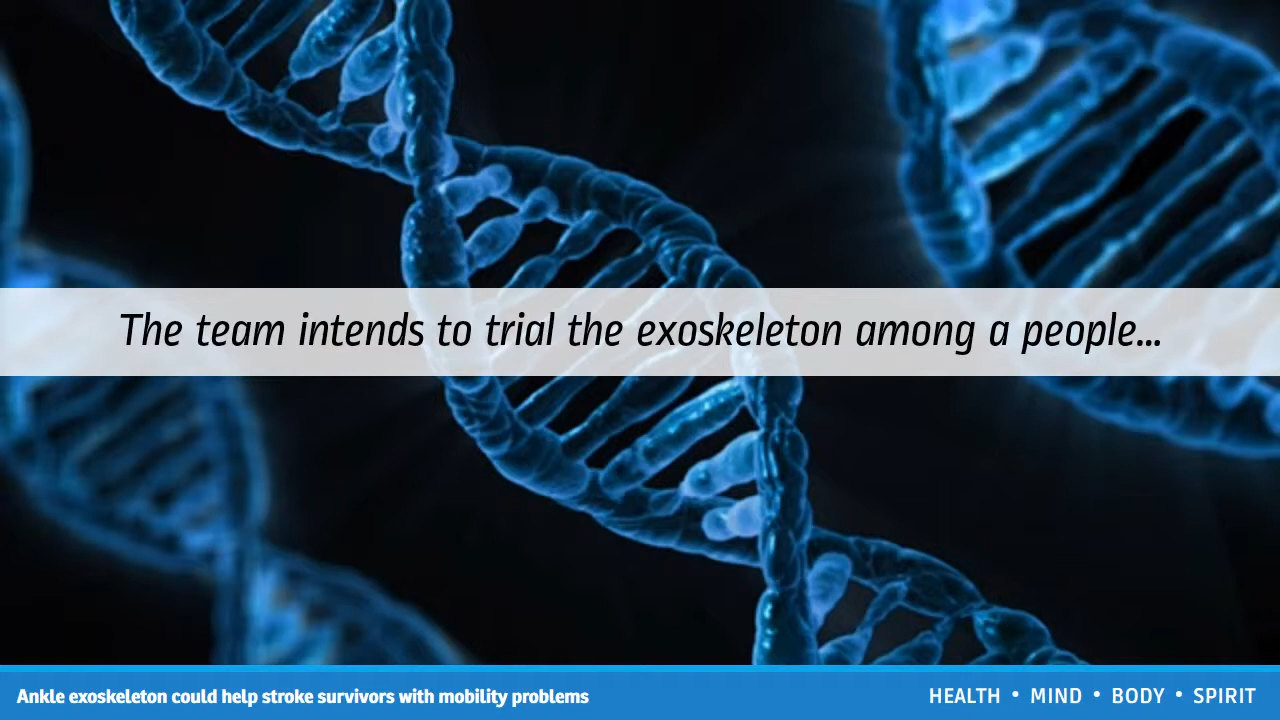 The team intends to trial the exoskeleton among a people...
Ankle exoskeleton could help stroke survivors with mobility problems
HEALTH • MIND • BODY • SPIRIT